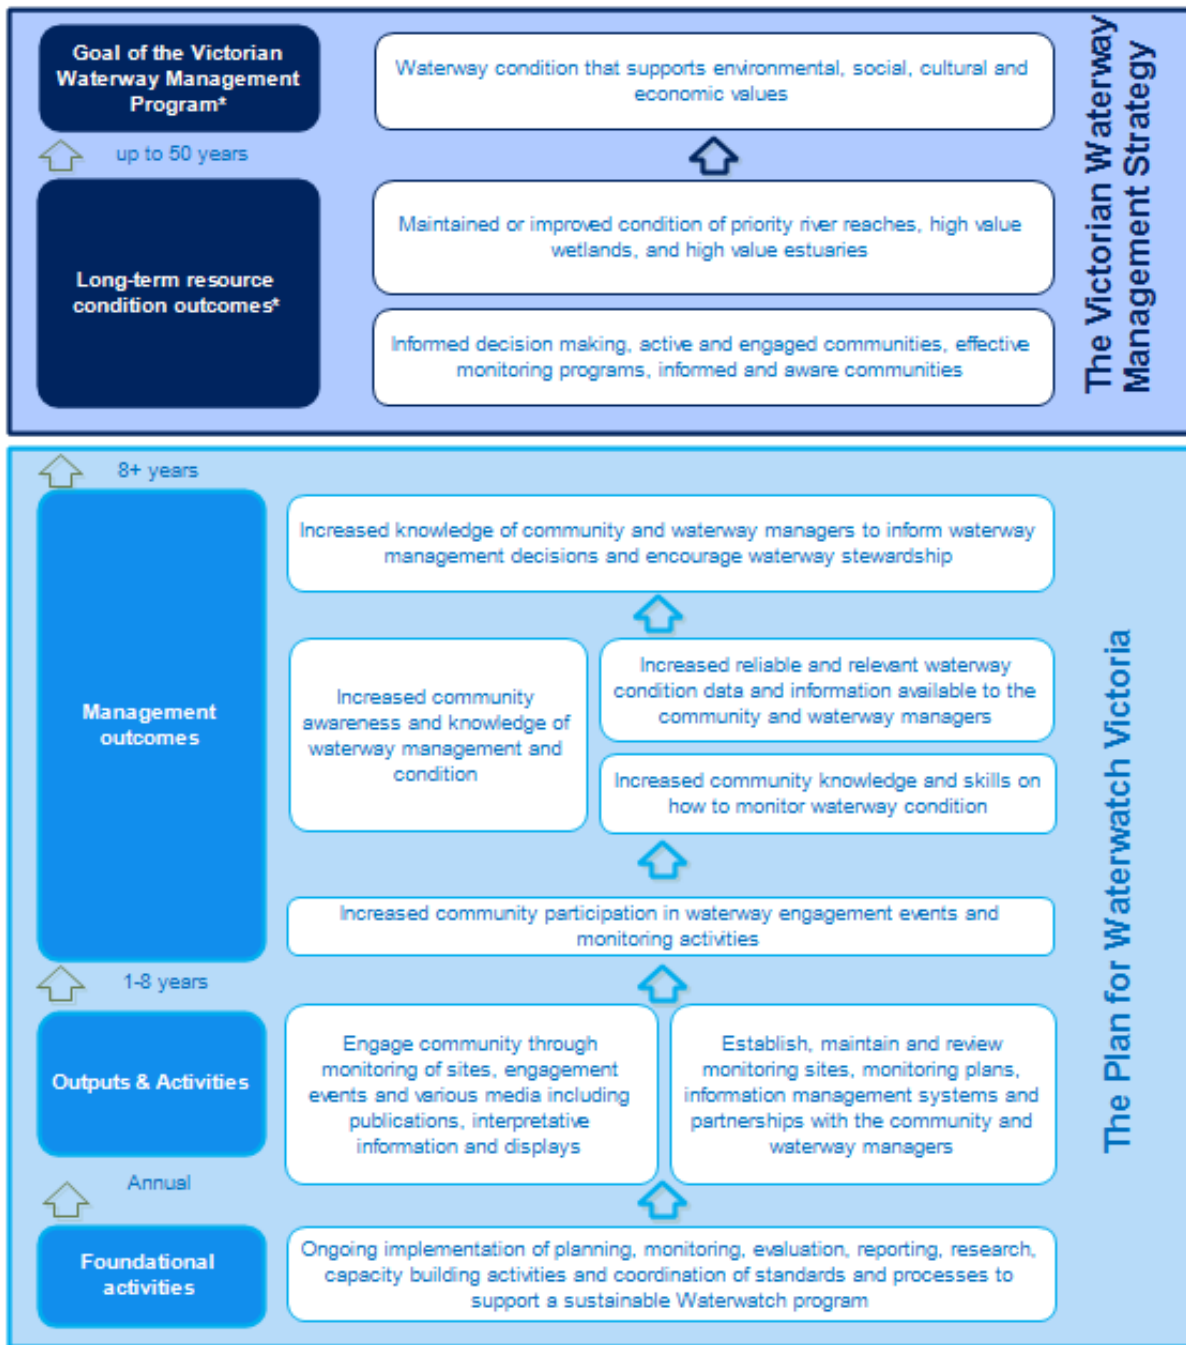 Goal of the Victorian
Waterway Management
Program*
Waterway condition that supports environmental, social, cultural and
economic values
up to 50 years
Long-term resource
condition outcomes*
Maintained or improved condition of priority river reaches, high value
wetlands, and high value estuaries
Informed decision making, active and engaged communities, effective
monitoring programs, informed and aware communities
The Victorian Waterway
Management Strategy
8+ years
Management
outcomes
Increased knowledge of community and waterway managers to inform waterway
management decisions and encourage waterway stewardship
Increased community
awareness and knowledge of
waterway management and
condition
Increased reliable and relevant waterway
condition data and information available to the
community and waterway managers
Increased community knowledge and skills on
how to monitor waterway condition
Increased community participation in waterway engagement events and
monitoring activities
1-8 years
Outputs & Activities
Engage community through
monitoring of sites, engagement
events and various media including
publications, interpretative
information and displays
Establish, maintain and review
monitoring sites, monitoring plans,
information management systems and
partnerships with the community and
waterway managers
Annual
Foundational
activities
Ongoing implementation of planning, monitoring, evaluation, reporting, research,
capacity building activities and coordination of standards and processes to
support a sustainable Waterwatch program
The Plan for Waterwatch Victoria